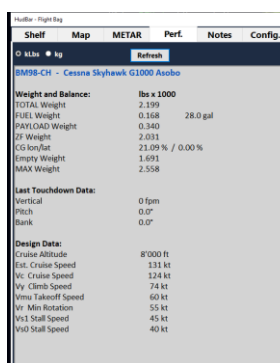 HudBar - Flight Bag
Shelf Map METAR Perf. Notes Config.
kLbs kg Refresh
BM98-CH - Cessna Skyhawk G1000 Asobo
Weight and Balance: lbs x 1000
TOTAL Weight 2.199
FUEL Weight 0.168 28.0 gal
PAYLOAD Weight 0.340
ZF Weight 2.031
CG lon/lat 21.09 % / 0.00 %
Empty Weight 1.691
MAX Weight 2.558
Last Touchdown Data:
Vertical 0 fpm
Pitch 0.0°
Bank 0.0°
Design Data:
Cruise Altitude 8'000 ft
Est. Cruise Speed 131 kt
Vc Cruise Speed 124 kt
Vy Climb Speed 74 kt
Vmu Takeoff Speed 60 kt
Vr Min Rotation 55 kt
Vs1 Stall Speed 45 kt
Vs0 Stall Speed 40 kt